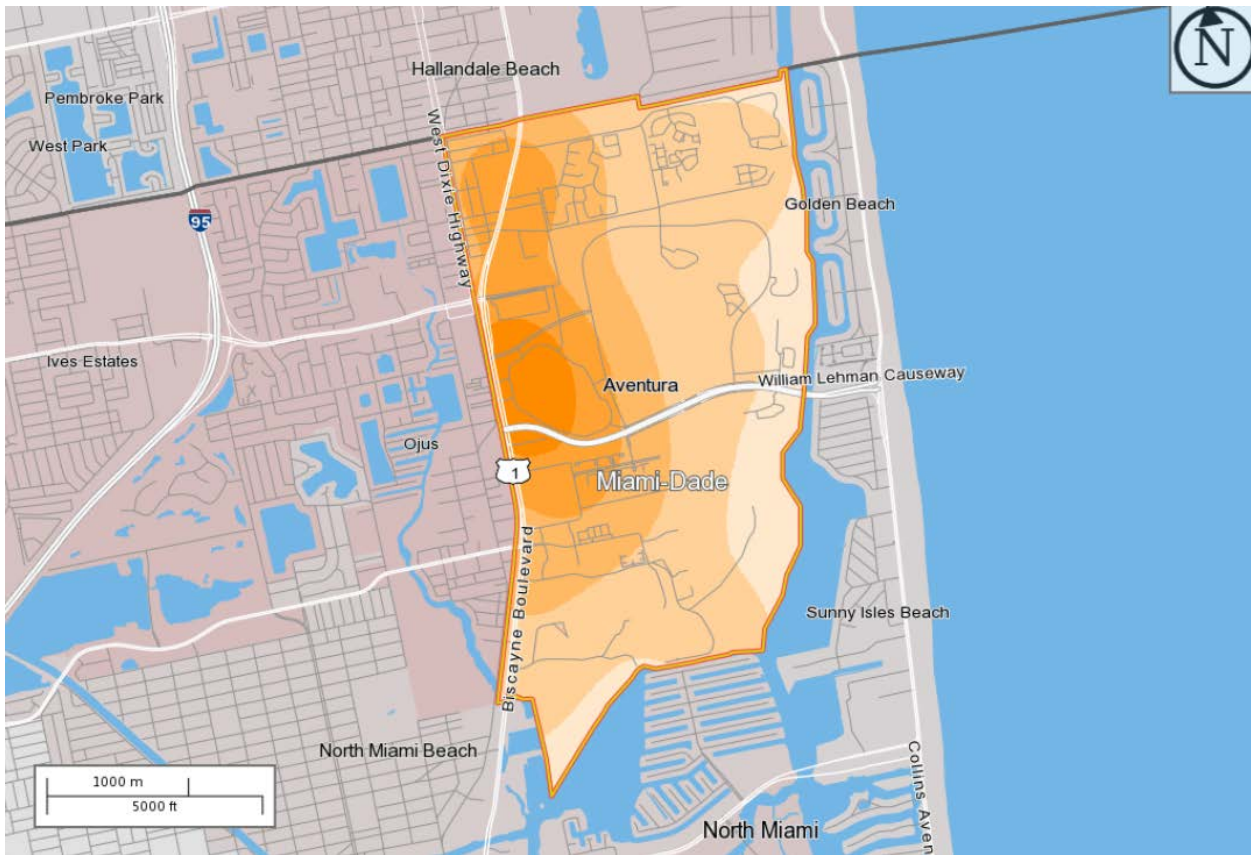 N
Hallandale Beach
Pembroke Park
West Park
West Dixie Highway
95
Golden Beach
Ives Estates
Aventura
William Lehman Causeway
Ojus
1
Miami-Dade
Biscayne Boulevard
Sunny Isles Beach
North Miami Beach
Collins Aven
1000 m
5000 ft
North Miami